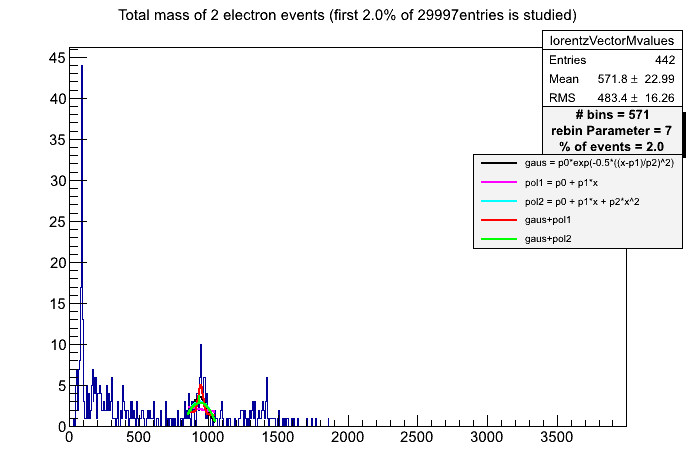 Total mass of 2 electron events (first 2.0% of 29997entries is studied)
lorentzVectorMvalues
Entries 442
Mean 571.8 ± 22.99
RMS 483.4 ± 16.26
# bins = 571
rebin Parameter = 7
% of events = 2.0
gaus = p0*exp(-0.5*((x-p1)/p2)^2)
pol1 = p0 + p1*x
pol2 = p0 + p1*x + p2*x^2
gaus+pol1
gaus+pol2
45
40
35
30
25
20
15
10
5
0
0 500 1000 1500 2000 2500 3000 3500